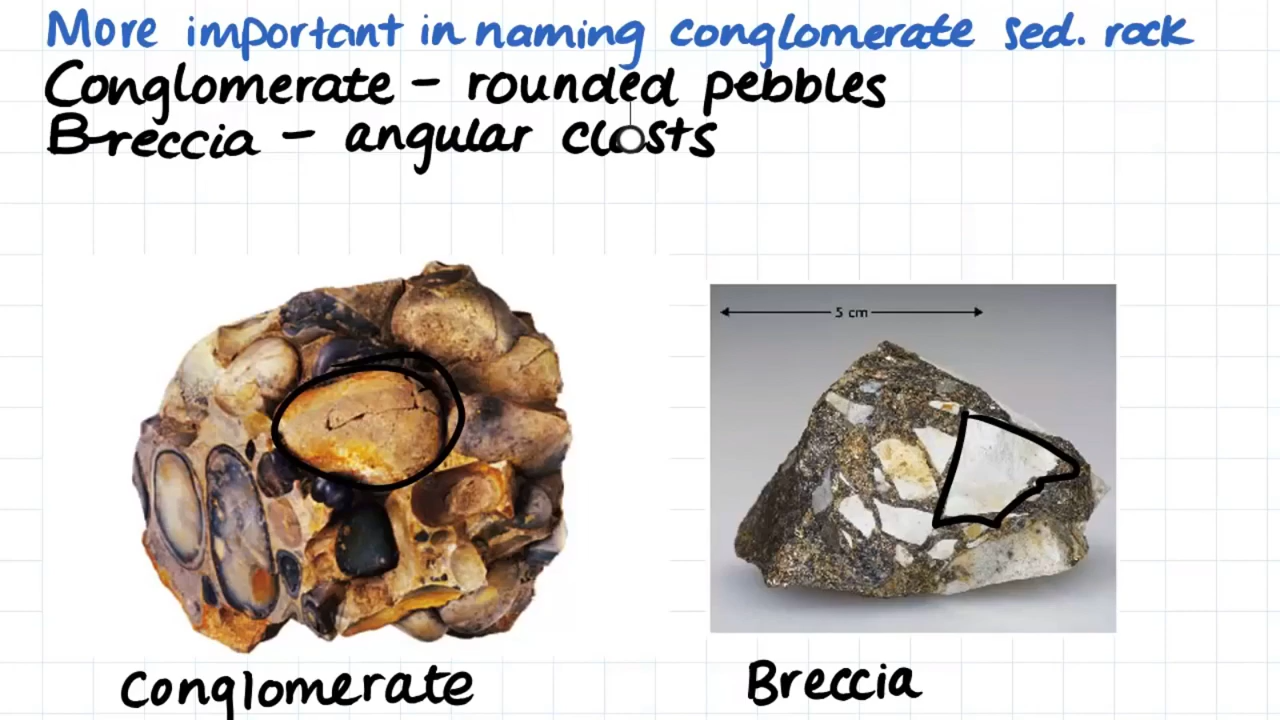 More important in naming conglomerate sed. rock
Conglomerate - rounded pebbles
Breccia - angular clasts
5 cm
Conglomerate
Breccia